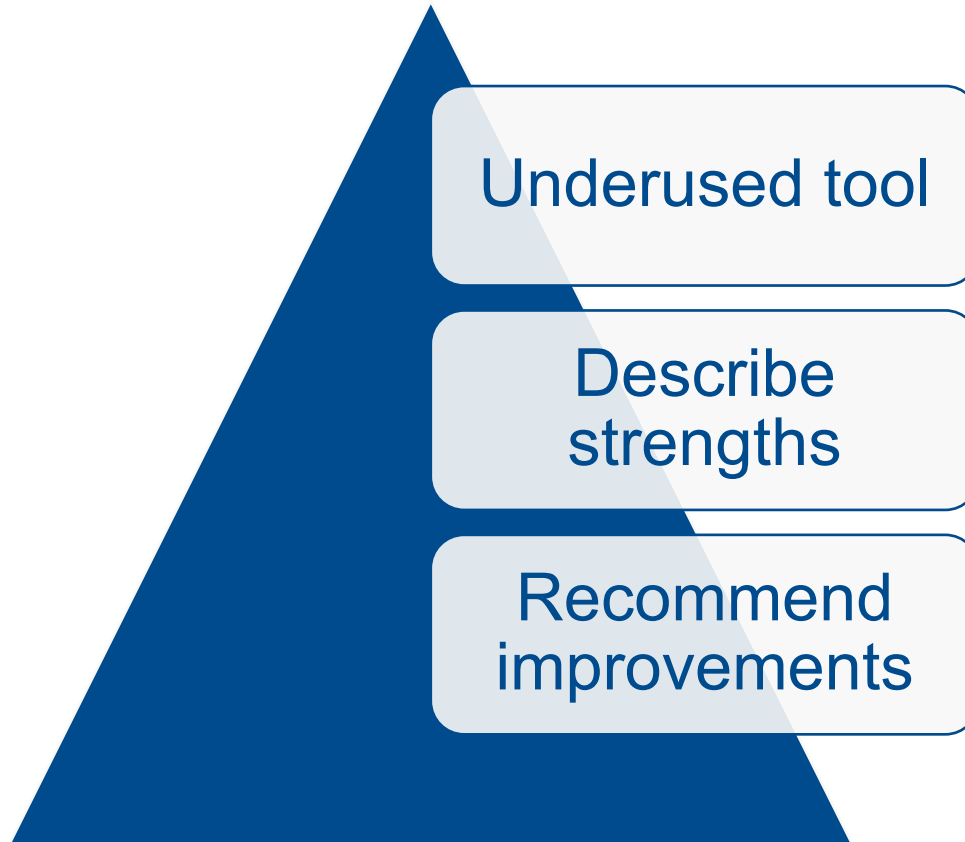 Underused tool
Describe
strengths
Recommend
improvements